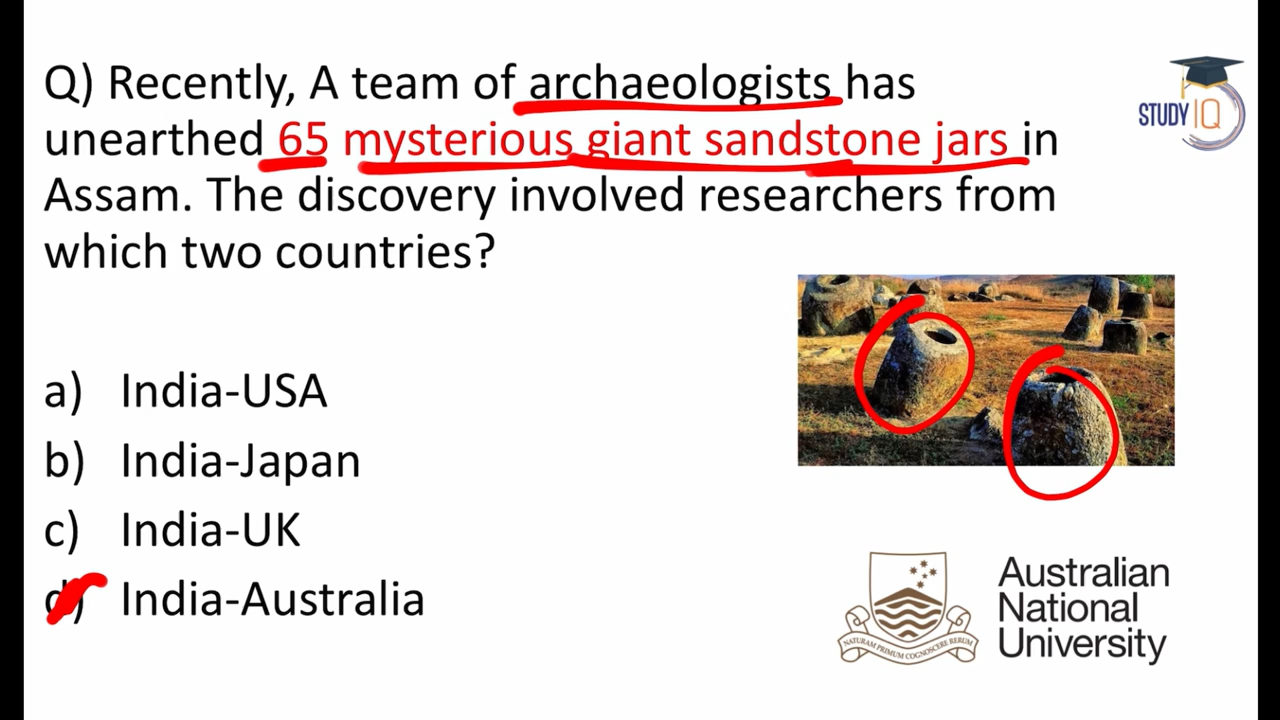 Q) Recently, A team of archaeologists has
unearthed 65 mysterious giant sandstone jars in
Assam. The discovery involved researchers from
which two countries?
STUDY IQ
a) India-USA
b) India-Japan
c) India-UK
d) India-Australia
NATURAM PRIMUM COGNOSCERE RERUM
Australian
National
University